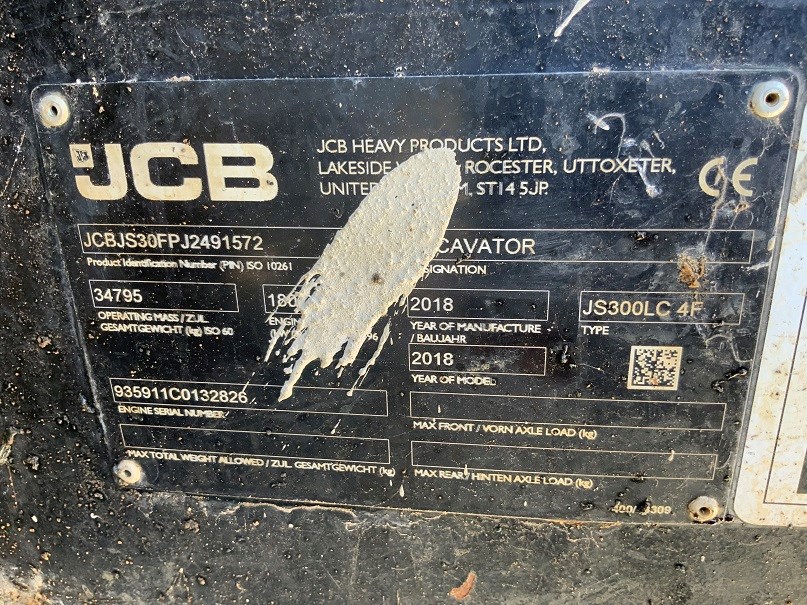 JCB
JCB HEAVY PRODUCTS LTD,
LAKESIDE ROCESTER, UTTOXETER,
ST14 5JP.
CE
JCBJS30FPJ2491572
Product Identification Number (PIN) ISO 10261
CAVATOR
ESIGNATION
34795
OPERATING MASS / ZUL
GESAMTGEWICHT (kg) ISO 60
2018
YEAR OF MANUFACTURE
/ BAUJAHR
JS300LC 4F
TYPE
2018
YEAR OF MODEL
935911C0132826
ENGINE SERIAL NUMBER
MAX FRONT / VORN AXLE LOAD (kg)
MAX TOTAL WEIGHT ALLOWED / ZUL GESAMTGEWICHT (kg)
MAX REAR / HINTEN AXLE LOAD (kg)